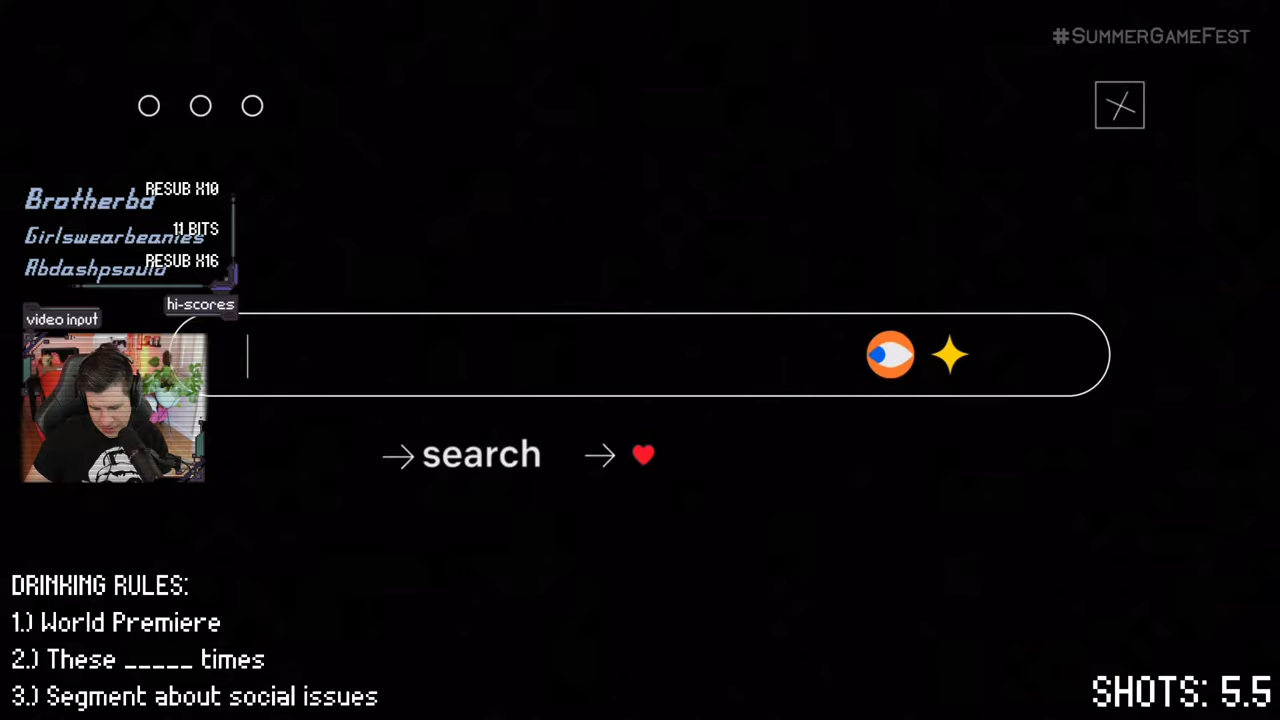 #SUMMERGAMEFEST
Brotherbd RESUB X10
Girlswearbeanies 11 BITS
Abdashpsoula RESUB X16
hi-scores
video input
search
DRINKING RULES:
1.) World Premiere
2.) These _____ times
3.) Segment about social issues
SHOTS: 5.5